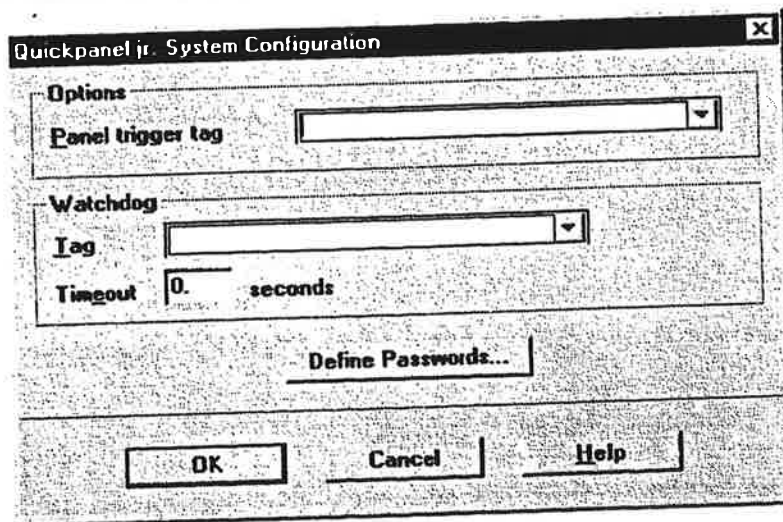 Quickpanel jr. System Configuration
Options
Panel trigger tag
Watchdog
Tag
Timeout 0. seconds
Define Passwords...
OK Cancel Help